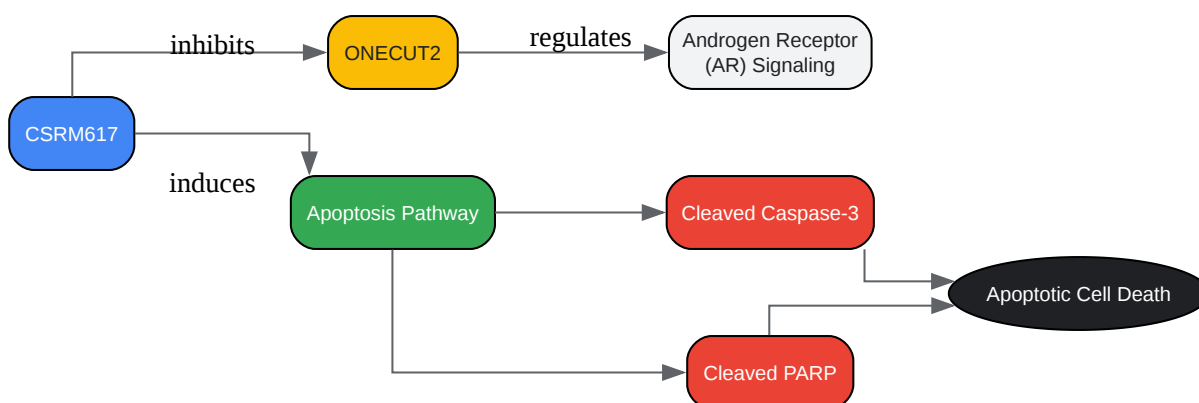 inhibits
ONECUT2
regulates
Androgen Receptor
(AR) Signaling
CSRM617
induces
Apoptosis Pathway
Cleaved Caspase-3
Apoptotic Cell Death
Cleaved PARP